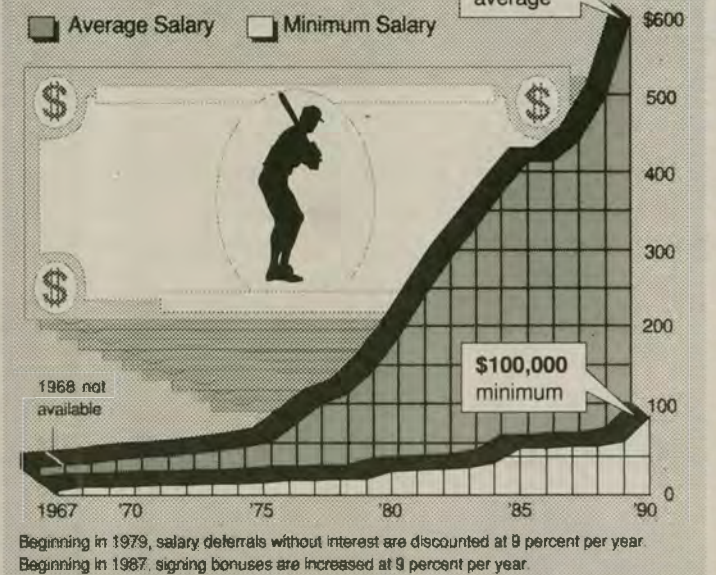 average
Average Salary
Minimum Salary
$600
500
400
300
200
100
0
$
$
$
$100,000
minimum
1968 not
available
1967
'70
'75
'80
'85
'90
Beginning in 1979, salary deferrals without interest are discounted at 9 percent per year.
Beginning in 1987, signing bonuses are increased at 9 percent per year.